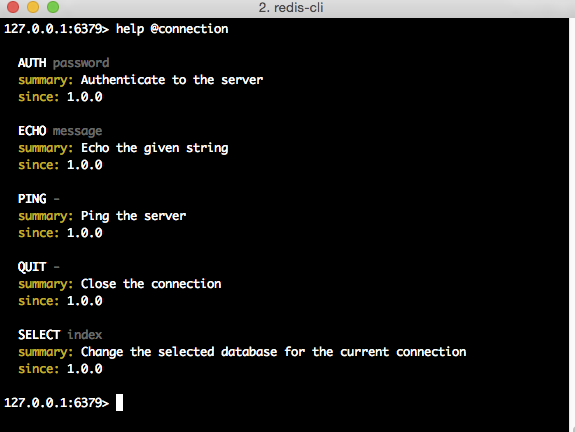 2. redis-cli
127.0.0.1:6379> help @connection
AUTH password
summary: Authenticate to the server
since: 1.0.0
ECHO message
summary: Echo the given string
since: 1.0.0
PING -
summary: Ping the server
since: 1.0.0
QUIT -
summary: Close the connection
since: 1.0.0
SELECT index
summary: Change the selected database for the current connection
since: 1.0.0
127.0.0.1:6379>